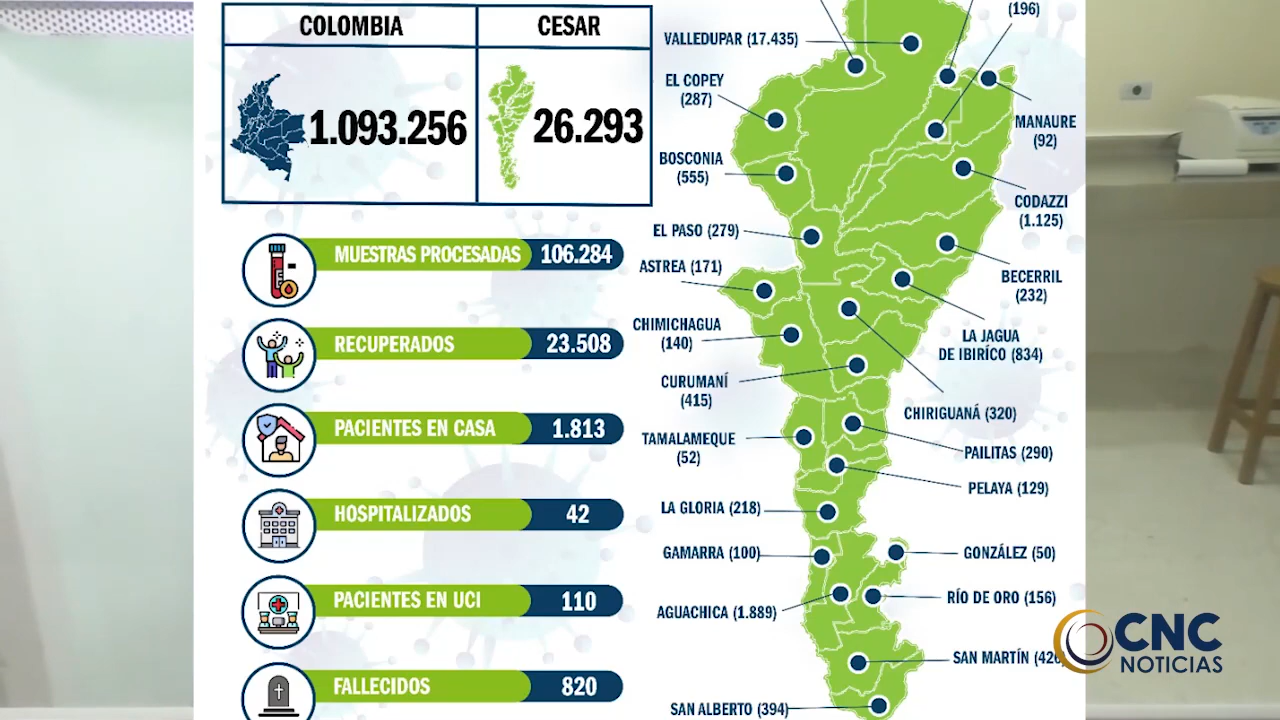 COLOMBIA
CESAR
1.093.256
26.293
MUESTRAS PROCESADAS 106.284
RECUPERADOS 23.508
PACIENTES EN CASA 1.813
HOSPITALIZADOS 42
PACIENTES EN UCI 110
FALLECIDOS 820
(196)
VALLEDUPAR (17.435)
EL COPEY
(287)
MANAURE
(92)
BOSCONIA
(555)
CODAZZI
(1.125)
EL PASO (279)
ASTREA (171)
BECERRIL
(232)
CHIMICHAGUA
(140)
LA JAGUA
DE IBIRÍCO (834)
CURUMANÍ
(415)
CHIRIGUANÁ (320)
TAMALAMEQUE
(52)
PAILITAS (290)
PELAYA (129)
LA GLORIA (218)
GAMARRA (100)
GONZÁLEZ (50)
AGUACHICA (1.889)
RÍO DE ORO (156)
SAN MARTÍN
SAN ALBERTO (394)
CNC
NOTICIAS